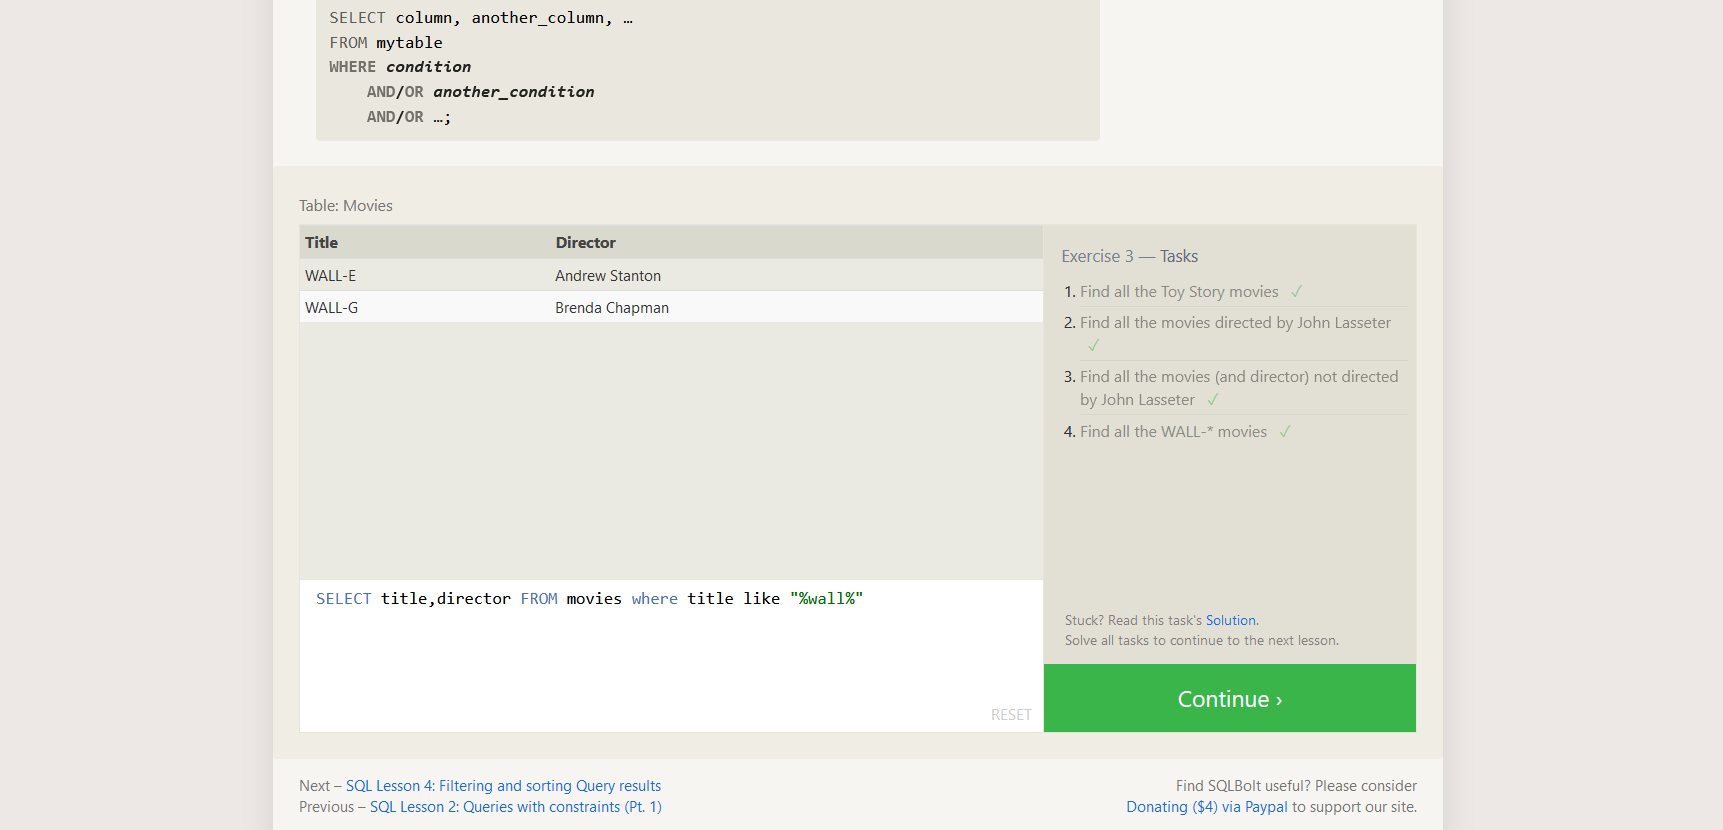 SELECT column, another_column, …
FROM mytable
WHERE condition
    AND/OR another_condition
    AND/OR …;
Table: Movies
Title Director
WALL-E Andrew Stanton
WALL-G Brenda Chapman
SELECT title,director FROM movies where title like "%wall%"
RESET
Exercise 3 — Tasks
1. Find all the Toy Story movies ✓
2. Find all the movies directed by John Lasseter
✓
3. Find all the movies (and director) not directed
by John Lasseter ✓
4. Find all the WALL-* movies ✓
Stuck? Read this task's Solution.
Solve all tasks to continue to the next lesson.
Continue ›
Next – SQL Lesson 4: Filtering and sorting Query results
Previous – SQL Lesson 2: Queries with constraints (Pt. 1)
Find SQLBolt useful? Please consider
Donating ($4) via Paypal to support our site.